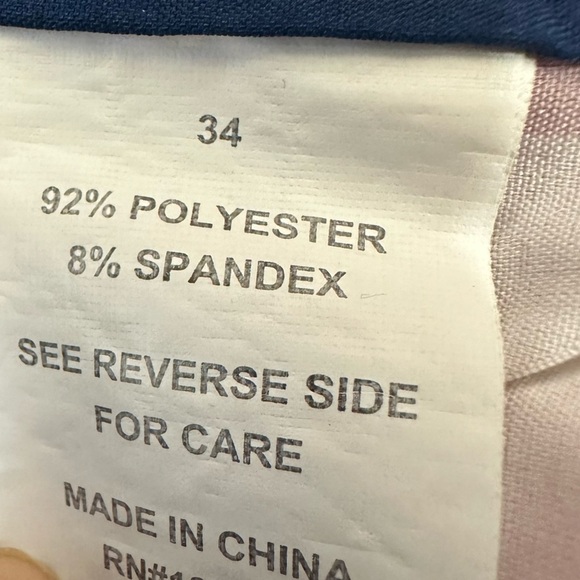 34
92% POLYESTER
8% SPANDEX
SEE REVERSE SIDE
FOR CARE
MADE IN CHINA